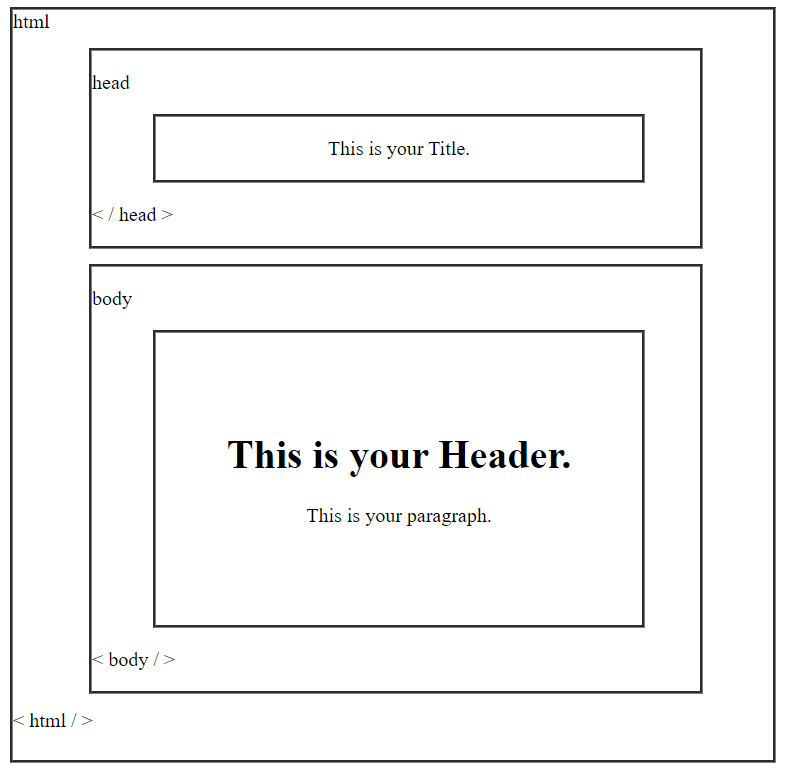 html
head
This is your Title.
< / head >
body
This is your Header.
This is your paragraph.
< body / >
< html / >